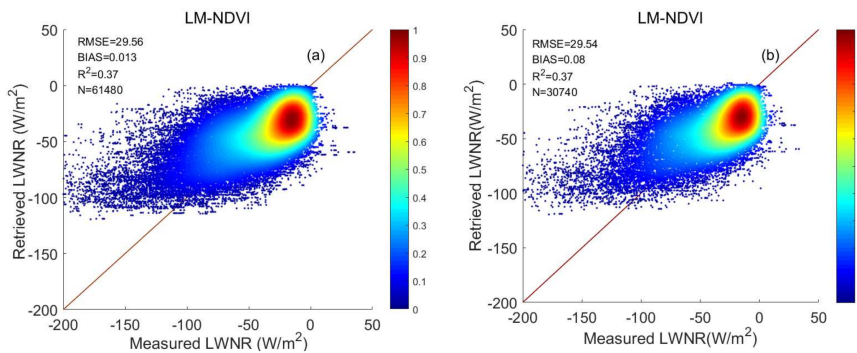 LM-NDVI
RMSE=29.56
BIAS=0.013
R²=0.37
N=61480
(a)
50
0
-50
-100
-150
-200
Retrieved LWNR (W/m²)
-200 -150 -100 -50 0 50
Measured LWNR (W/m²)
1
0.9
0.8
0.7
0.6
0.5
0.4
0.3
0.2
0.1
0
LM-NDVI
RMSE=29.54
BIAS=0.08
R²=0.37
N=30740
(b)
50
0
-50
-100
-150
-200
Retrieved LWNR(W/m²)
-200 -150 -100 -50 0 50
Measured LWNR(W/m²)